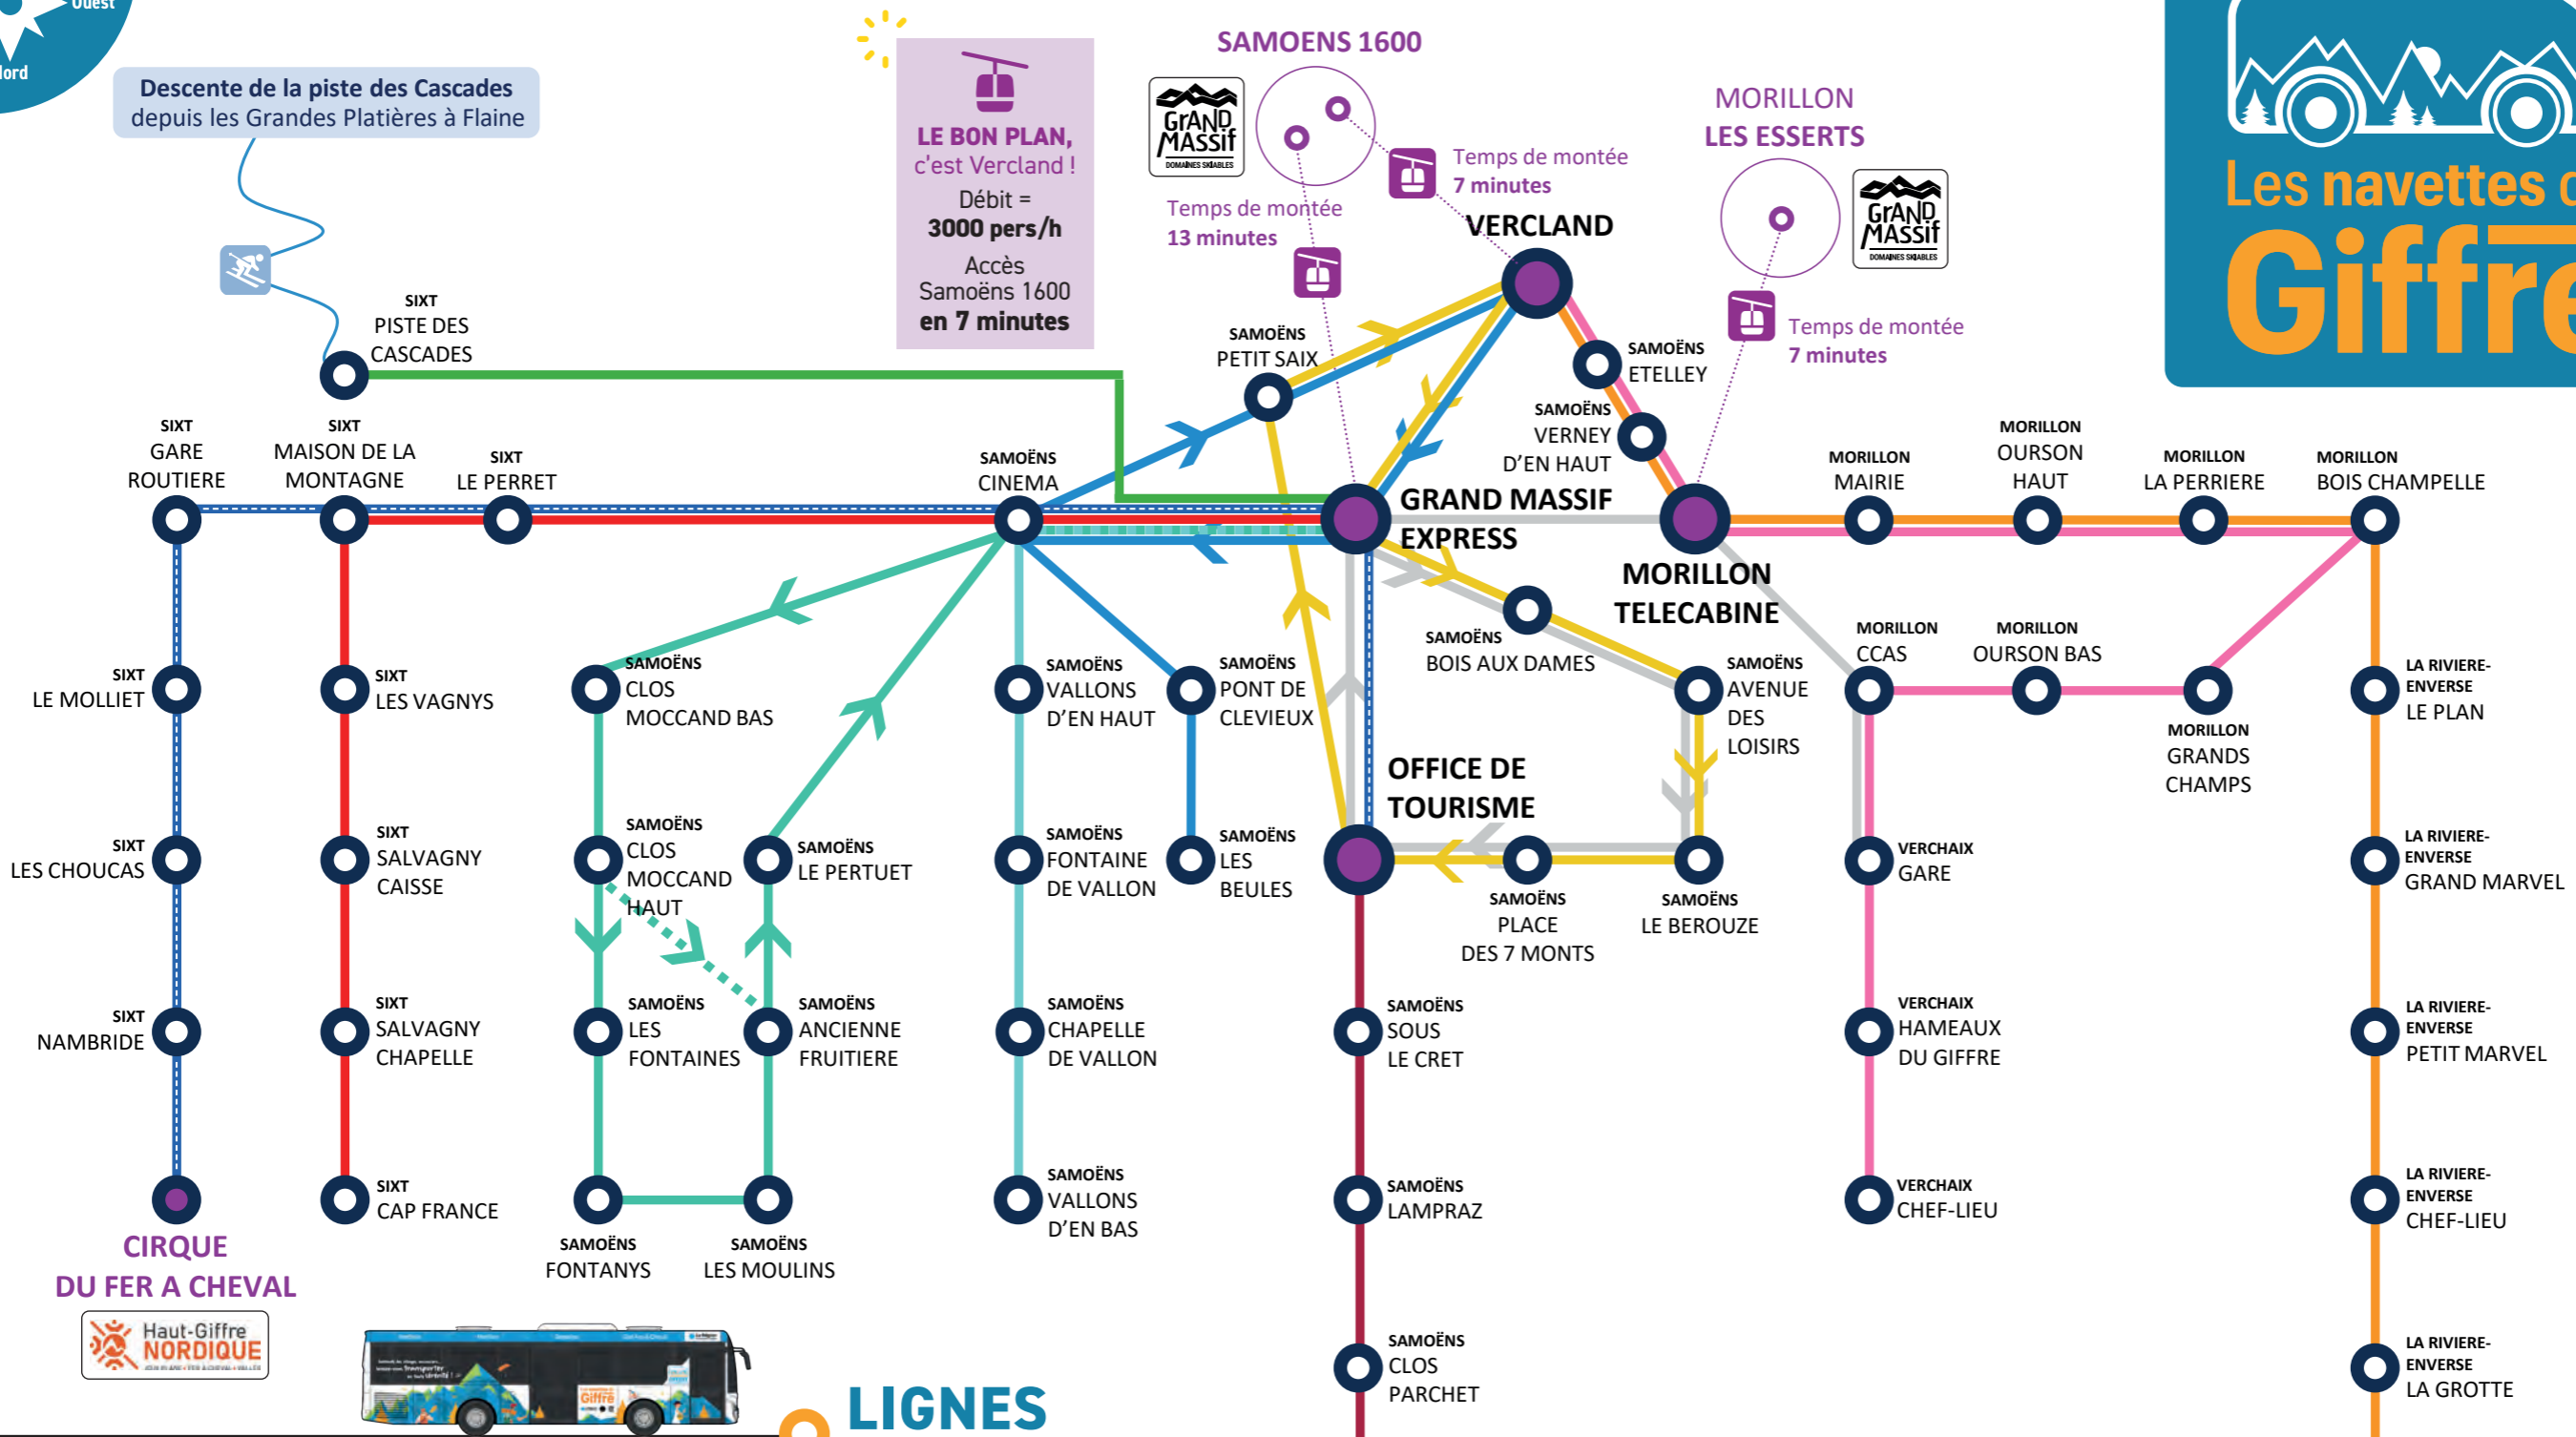 Ouest
Nord
Descente de la piste des Cascades
depuis les Grandes Platières à Flaine
LE BON PLAN,
c'est Vercland !
Débit =
3000 pers/h
Accès
Samoëns 1600
en 7 minutes
SAMOENS 1600
GRAND
MASSIF
DOMAINES SKIABLES
Temps de montée
13 minutes
Temps de montée
7 minutes
MORILLON
LES ESSERTS
GRAND
MASSIF
DOMAINES SKIABLES
Temps de montée
7 minutes
Les navettes d
Giffre
VERCLAND
SIXT
PISTE DES
CASCADES
SAMOËNS
PETIT SAIX
SAMOËNS
ETELLEY
SAMOËNS
VERNEY
D'EN HAUT
SIXT
GARE
ROUTIERE
SIXT
MAISON DE LA
MONTAGNE
SIXT
LE PERRET
SAMOËNS
CINEMA
GRAND MASSIF
EXPRESS
MORILLON
TELECABINE
MORILLON
MAIRIE
MORILLON
OURSON
HAUT
MORILLON
LA PERRIERE
MORILLON
BOIS CHAMPELLE
SIXT
LE MOLLIET
SIXT
LES VAGNYS
SAMOËNS
CLOS
MOCCAND BAS
SAMOËNS
VALLONS
D'EN HAUT
SAMOËNS
PONT DE
CLEVIEUX
SAMOËNS
BOIS AUX DAMES
SAMOËNS
AVENUE
DES
LOISIRS
MORILLON
CCAS
MORILLON
OURSON BAS
MORILLON
GRANDS
CHAMPS
LA RIVIERE-
ENVERSE
LE PLAN
SIXT
LES CHOUCAS
SIXT
SALVAGNY
CAISSE
SAMOËNS
CLOS
MOCCAND
HAUT
SAMOËNS
LE PERTUET
SAMOËNS
FONTAINE
DE VALLON
SAMOËNS
LES
BEULES
OFFICE DE
TOURISME
SAMOËNS
PLACE
DES 7 MONTS
SAMOËNS
LE BEROUZE
VERCHAIX
GARE
LA RIVIERE-
ENVERSE
GRAND MARVEL
SIXT
NAMBRIDE
SIXT
SALVAGNY
CHAPELLE
SAMOËNS
LES
FONTAINES
SAMOËNS
ANCIENNE
FRUITIERE
SAMOËNS
CHAPELLE
DE VALLON
SAMOËNS
SOUS
LE CRET
VERCHAIX
HAMEAUX
DU GIFFRE
LA RIVIERE-
ENVERSE
PETIT MARVEL
CIRQUE
DU FER A CHEVAL
SIXT
CAP FRANCE
SAMOËNS
FONTANYS
SAMOËNS
LES MOULINS
SAMOËNS
VALLONS
D'EN BAS
SAMOËNS
LAMPRAZ
VERCHAIX
CHEF-LIEU
LA RIVIERE-
ENVERSE
CHEF-LIEU
Haut-Giffre
NORDIQUE
Giffre
SAMOËNS
CLOS
PARCHET
LA RIVIERE-
ENVERSE
LA GROTTE
LIGNES